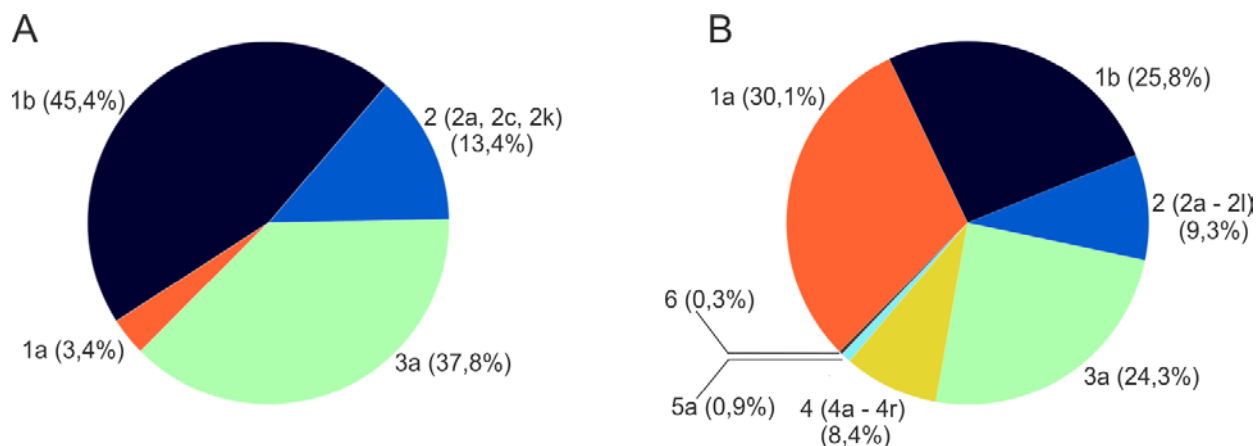 A
1b (45,4%)
2 (2a, 2c, 2k)
(13,4%)
1a (3,4%)
3a (37,8%)
B
1a (30,1%)
1b (25,8%)
2 (2a - 2l)
(9,3%)
6 (0,3%)
5a (0,9%)
4 (4a - 4r)
(8,4%)
3a (24,3%)